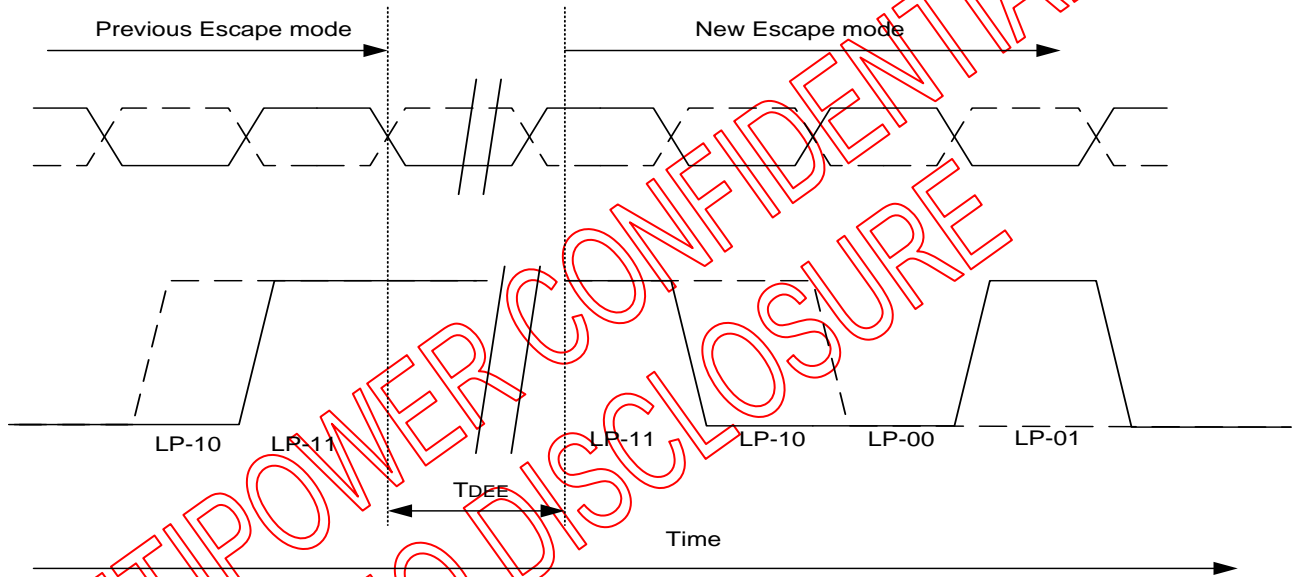 Previous Escape mode
New Escape mode
LP-10
LP-11
LP-11
LP-10
LP-00
LP-01
TDEE
Time
TIPOWER CONFIDENTIA
O DISCLOSURE